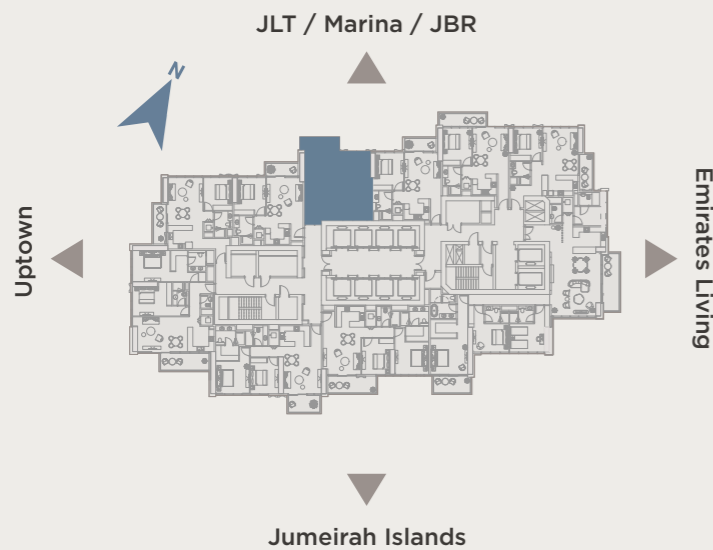 JLT / Marina / JBR
N
Uptown
Emirates Living
Jumeirah Islands